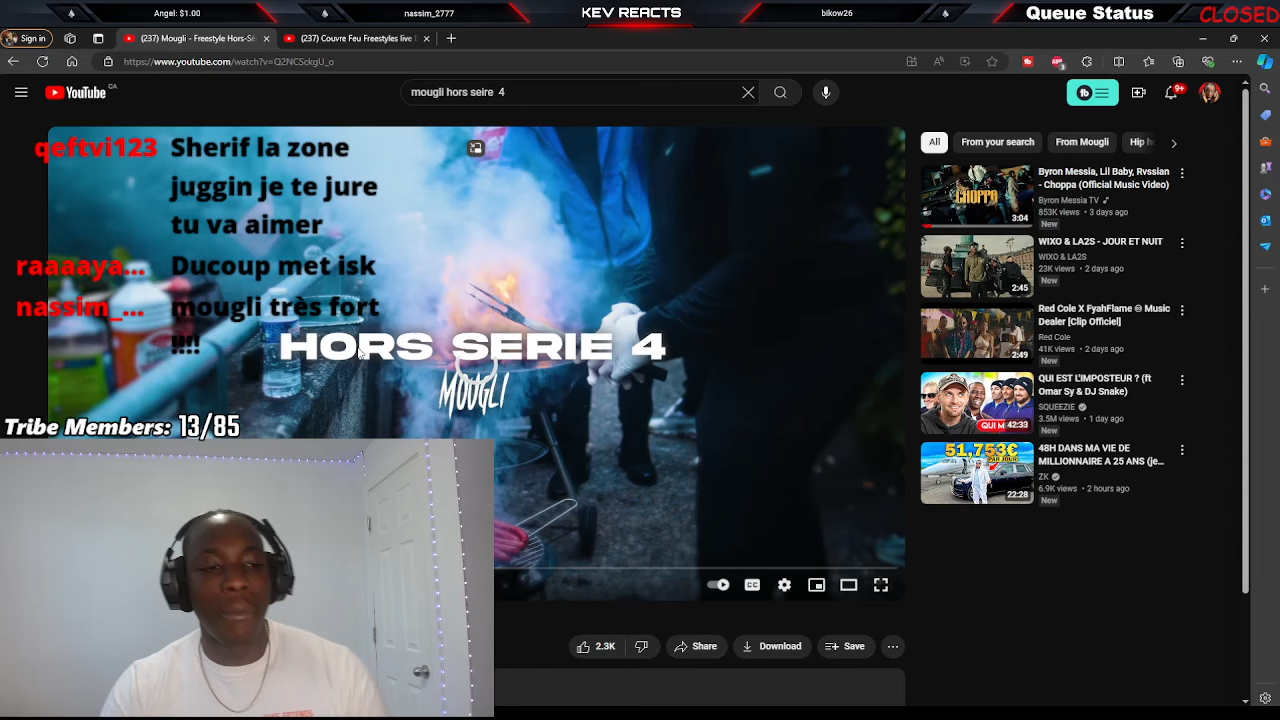 Angel: $1.00
nassim_2777
KEV REACTS
bikow26
Queue Status
CLOSED
Sign in
(237) Mougli - Freestyle Hors-Sé
(237) Couvre Feu Freestyles live
https://www.youtube.com/watch?v=Q2NCSckgU_o
YouTube CA
mougli hors seire 4
9+
qeftvi123 Sherif la zone
juggin je te jure
tu va aimer
raaaaya... Ducoup met isk
nassim_... mougli très fort
!!!!
HORS SERIE 4
MOUGLI
Tribe Members: 13/85
CC
2.3K
Share
Download
Save
All
From your search
From Mougli
Hip h
CHOPPA
3:04
Byron Messia, Lil Baby, Rvssian
- Choppa (Official Music Video)
Byron Messia TV
853K views • 3 days ago
New
2:45
WIXO & LA2S - JOUR ET NUIT
WIXO & LA2S
23K views • 2 days ago
New
2:49
Red Cole X FyahFlame ♾ Music
Dealer [Clip Officiel]
Red Cole
41K views • 2 days ago
New
QUI M
42:33
QUI EST L'IMPOSTEUR ? (ft
Omar Sy & DJ Snake)
SQUEEZIE
3.5M views • 1 day ago
New
51,753€
PAR JOUR
22:28
48H DANS MA VIE DE
MILLIONNAIRE A 25 ANS (je...
ZK
6.9K views • 2 hours ago
New